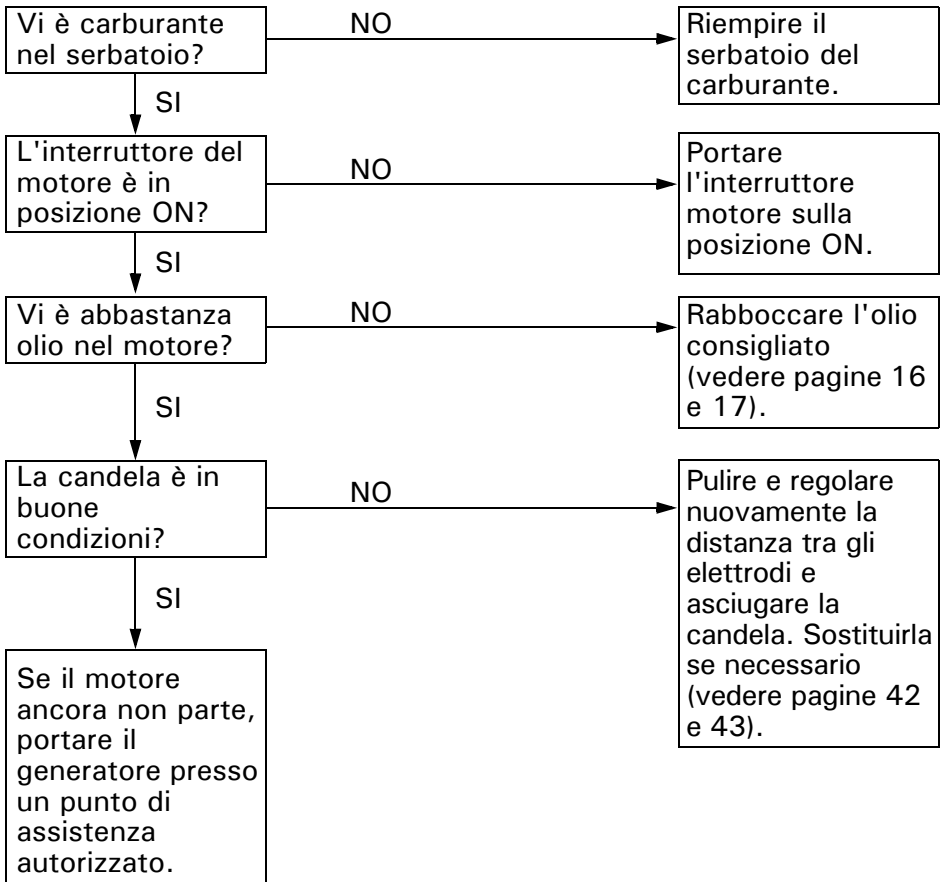 Vi è carburante
nel serbatoio?
NO
Riempire il
serbatoio del
carburante.
SI
L'interruttore del
motore è in
posizione ON?
NO
Portare
l'interruttore
motore sulla
posizione ON.
SI
Vi è abbastanza
olio nel motore?
NO
Rabboccare l'olio
consigliato
(vedere pagine 16
e 17).
SI
La candela è in
buone
condizioni?
NO
Pulire e regolare
nuovamente la
distanza tra gli
elettrodi e
asciugare la
candela. Sostituirla
se necessario
(vedere pagine 42
e 43).
SI
Se il motore
ancora non parte,
portare il
generatore presso
un punto di
assistenza
autorizzato.